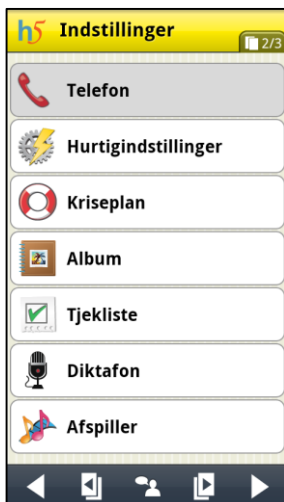 h5 Indstillinger
2/3
Telefon
Hurtigindstillinger
Kriseplan
Album
Tjekliste
Diktafon
Afspiller